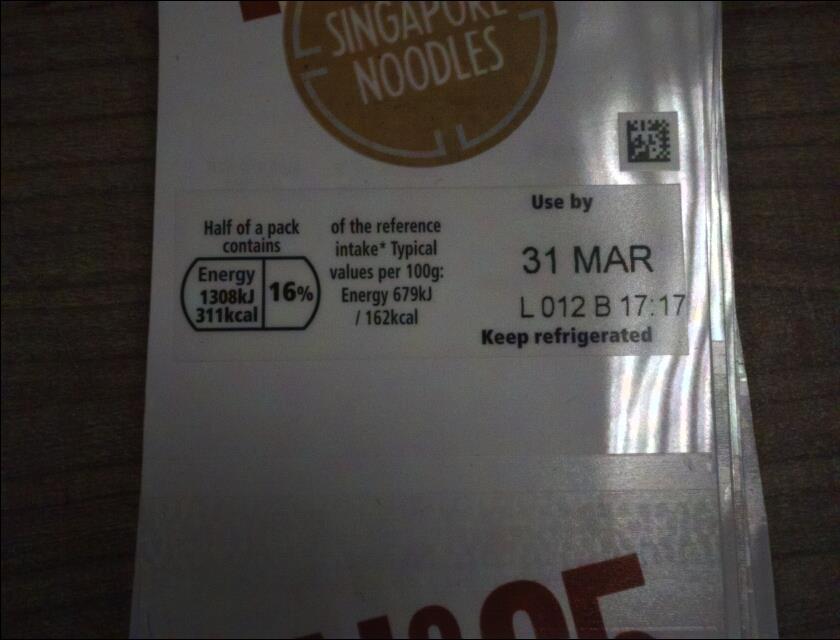 SINGAPORE
NOODLES
Half of a pack
contains
Energy
1308kJ
311kcal
16%
of the reference
intake* Typical
values per 100g:
Energy 679kJ
/ 162kcal
Use by
31 MAR
L 012 B 17:17
Keep refrigerated